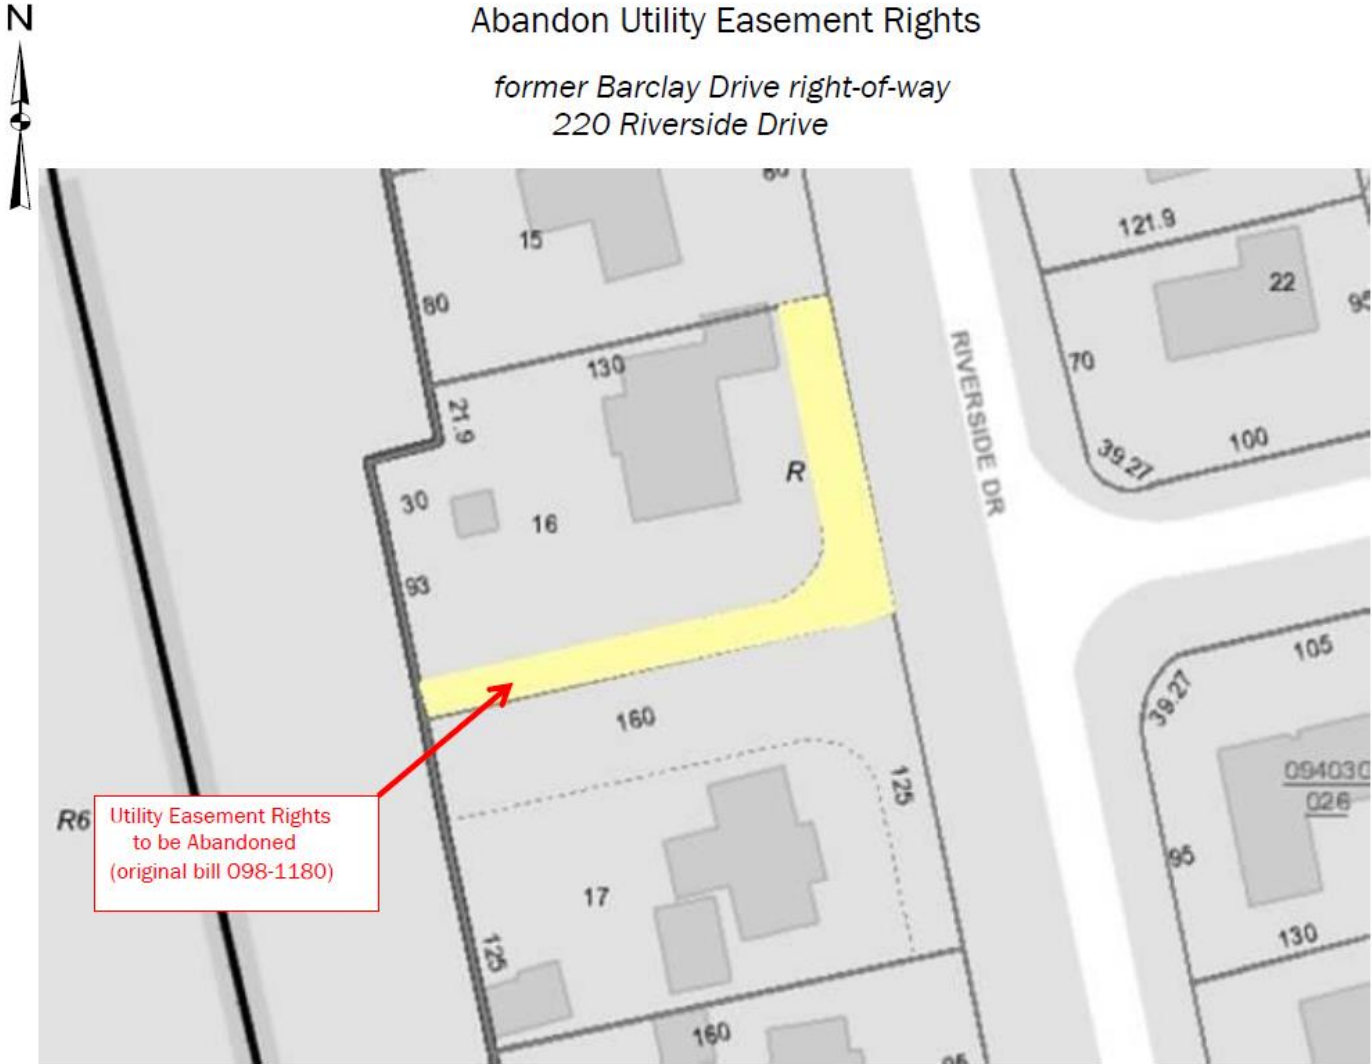 N
Abandon Utility Easement Rights
former Barclay Drive right-of-way
220 Riverside Drive
15
80
121.9
22
70
130
21.9
RIVERSIDE DR
39.27
100
R
30
16
93
105
39.27
160
125
094030
026
R6
Utility Easement Rights
to be Abandoned
(original bill O98-1180)
95
17
125
130
160